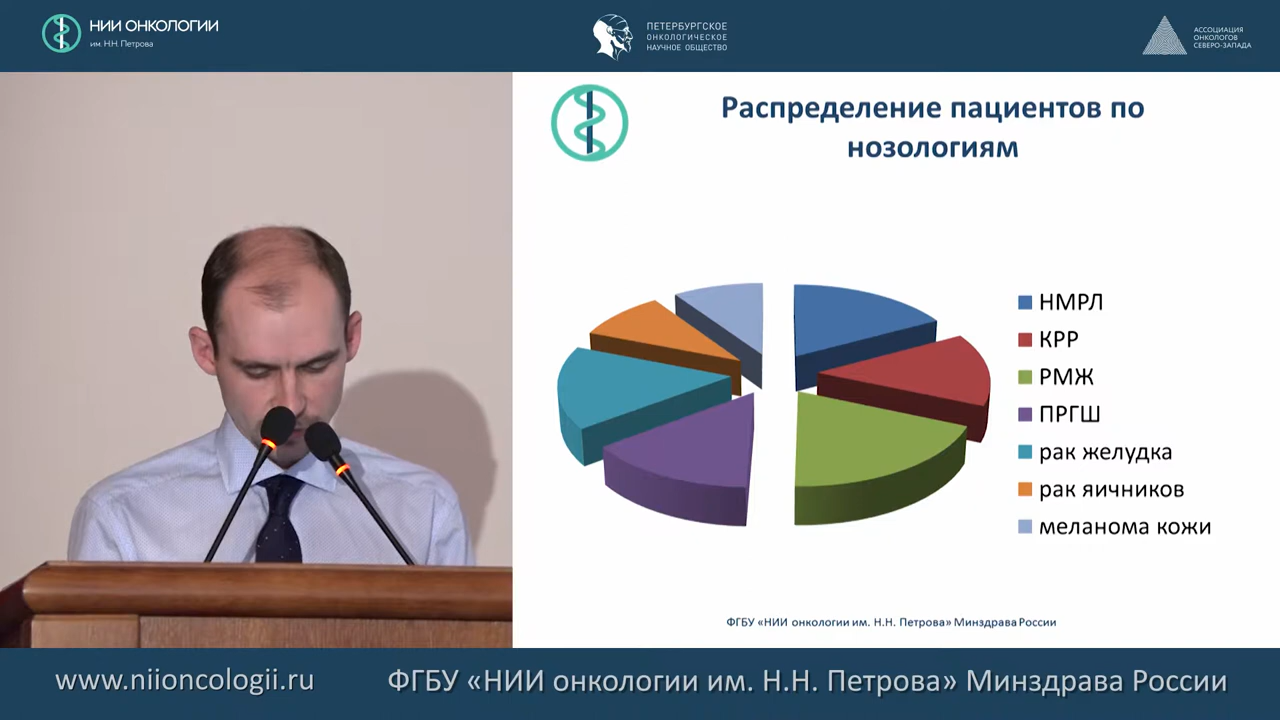 НИИ ОНКОЛОГИИ
им. Н.Н. Петрова
ПЕТЕРБУРГСКОЕ
ОНКОЛОГИЧЕСКОЕ
НАУЧНОЕ ОБЩЕСТВО
АССОЦИАЦИЯ
ОНКОЛОГОВ
СЕВЕРО-ЗАПАДА
Распределение пациентов по
нозологиям
НМРЛ
КРР
РМЖ
ПРГШ
рак желудка
рак яичников
меланома кожи
ФГБУ «НИИ онкологии им. Н.Н. Петрова» Минздрава России
www.niioncologii.ru
ФГБУ «НИИ онкологии им. Н.Н. Петрова» Минздрава России